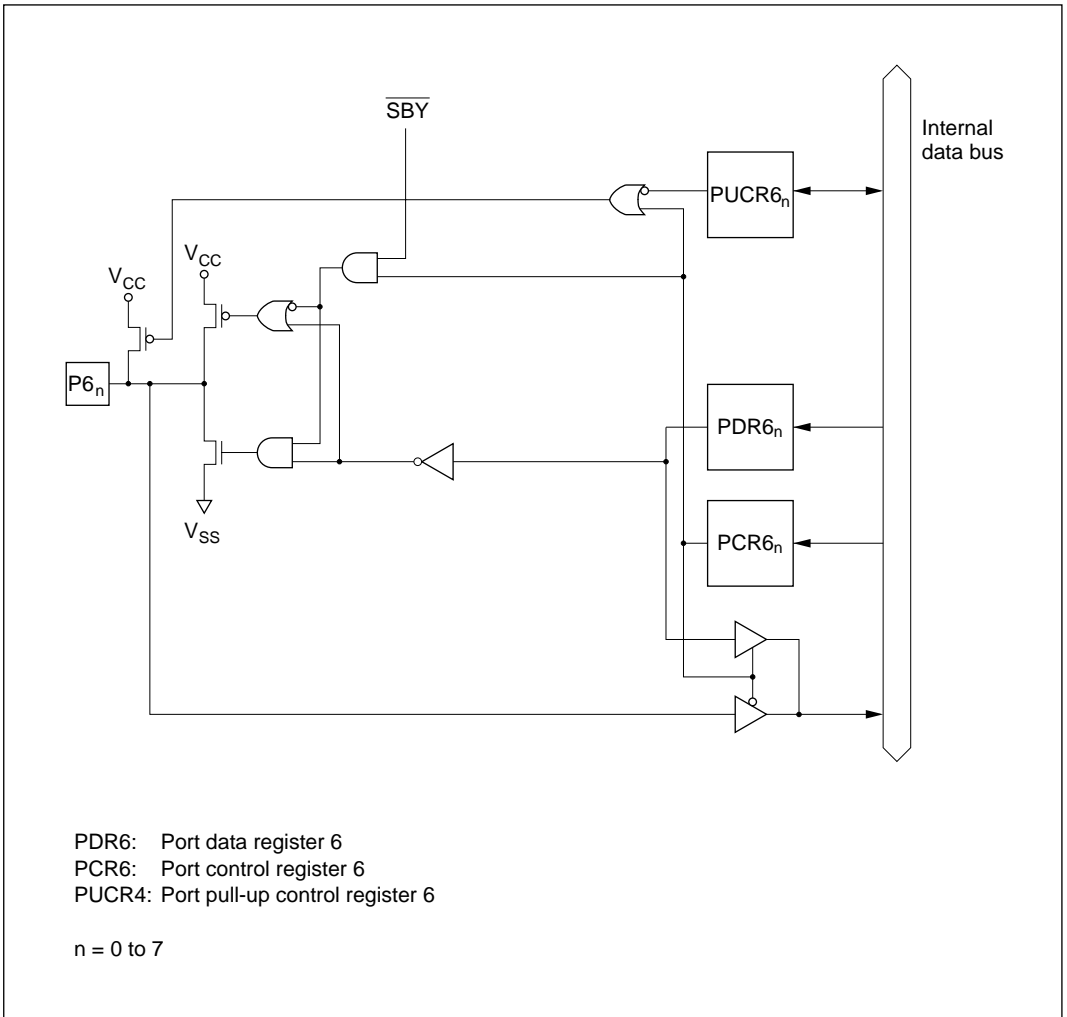 SBY
Internal
data bus
PUCR6n
VCC
VCC
P6n
PDR6n
PCR6n
VSS
PDR6: Port data register 6
PCR6: Port control register 6
PUCR4: Port pull-up control register 6
n = 0 to 7